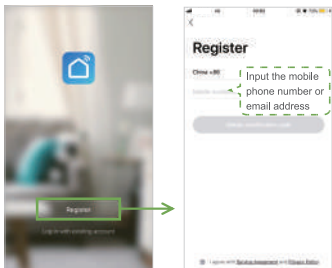 Register
Log in with existing account
Register
China +86
Input the mobile
phone number or
email address
I agree with Service Agreement and Privacy Policy